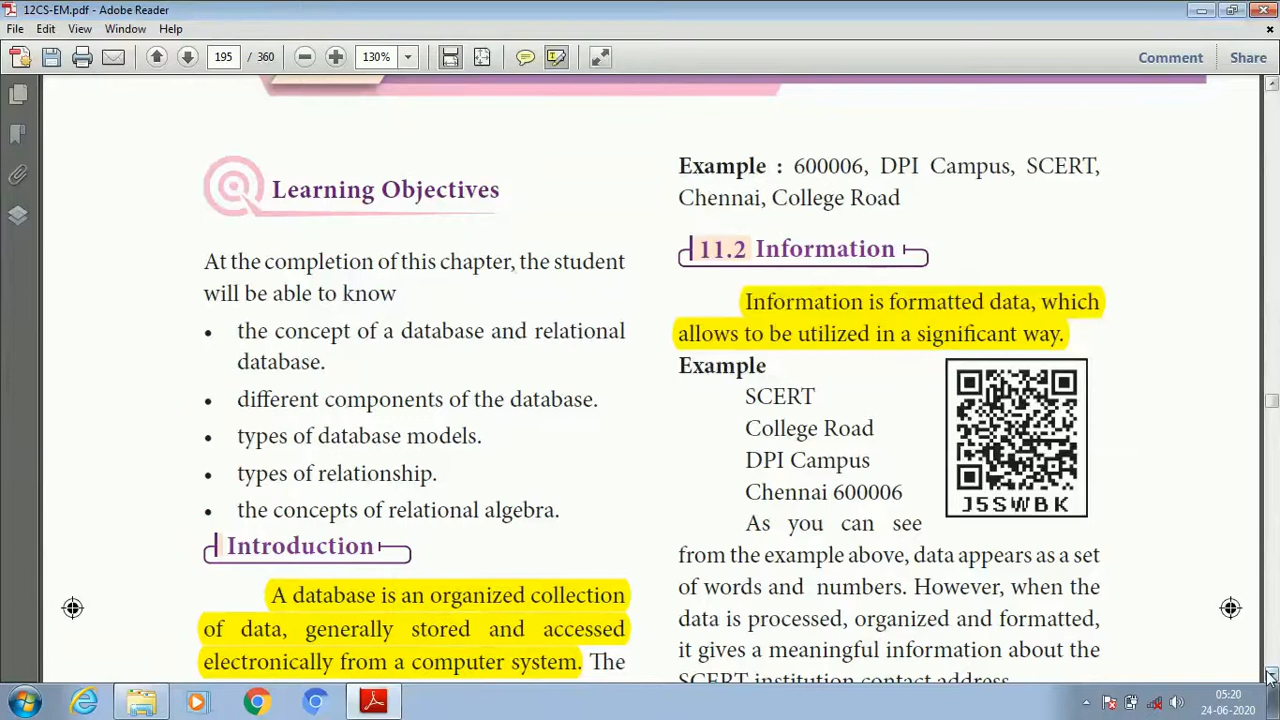 12CS-EM.pdf - Adobe Reader
File Edit View Window Help
195 / 360 130% Comment Share
Learning Objectives
At the completion of this chapter, the student
will be able to know
• the concept of a database and relational
database.
• different components of the database.
• types of database models.
• types of relationship.
• the concepts of relational algebra.
Introduction
A database is an organized collection
of data, generally stored and accessed
electronically from a computer system. The
Example : 600006, DPI Campus, SCERT,
Chennai, College Road
11.2 Information
Information is formatted data, which
allows to be utilized in a significant way.
Example
SCERT
College Road
DPI Campus
Chennai 600006
J5SWBK
As you can see
from the example above, data appears as a set
of words and numbers. However, when the
data is processed, organized and formatted,
it gives a meaningful information about the
SCERT institution contact address.
05:20
24-06-2020